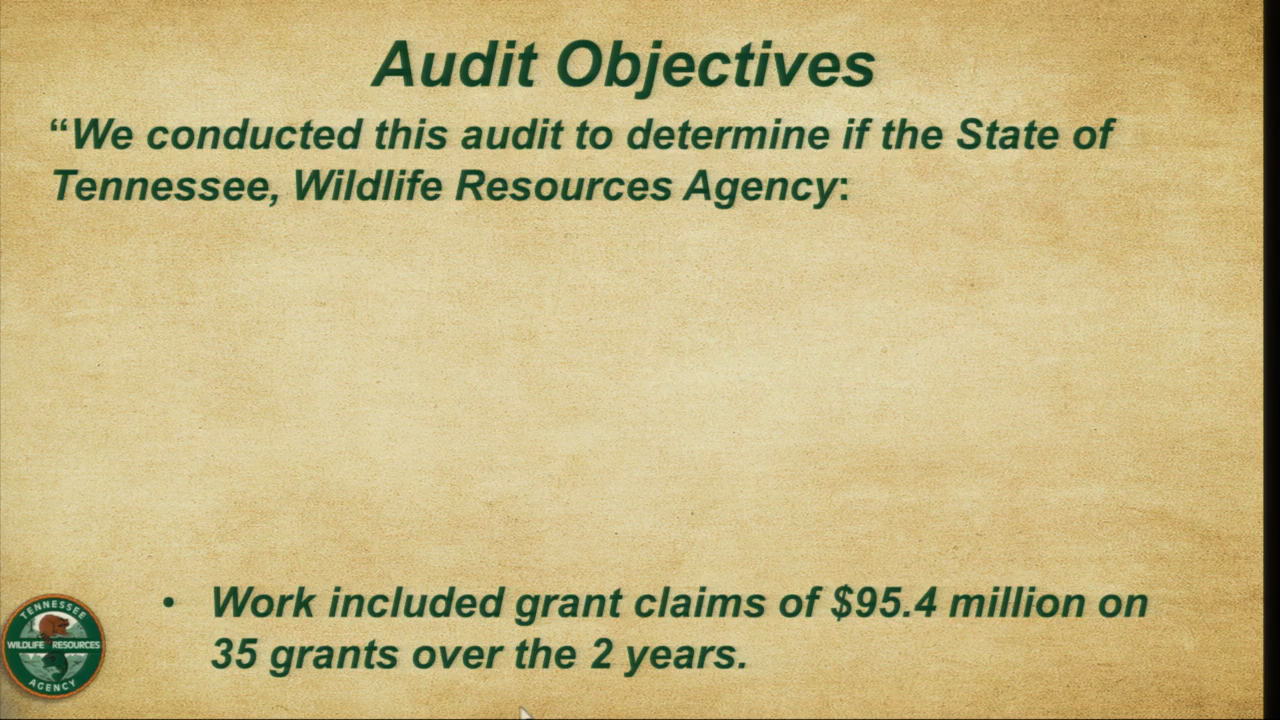 Audit Objectives
“We conducted this audit to determine if the State of
Tennessee, Wildlife Resources Agency:
• Work included grant claims of $95.4 million on
35 grants over the 2 years.
TENNESSEE
WILDLIFE RESOURCES
AGENCY